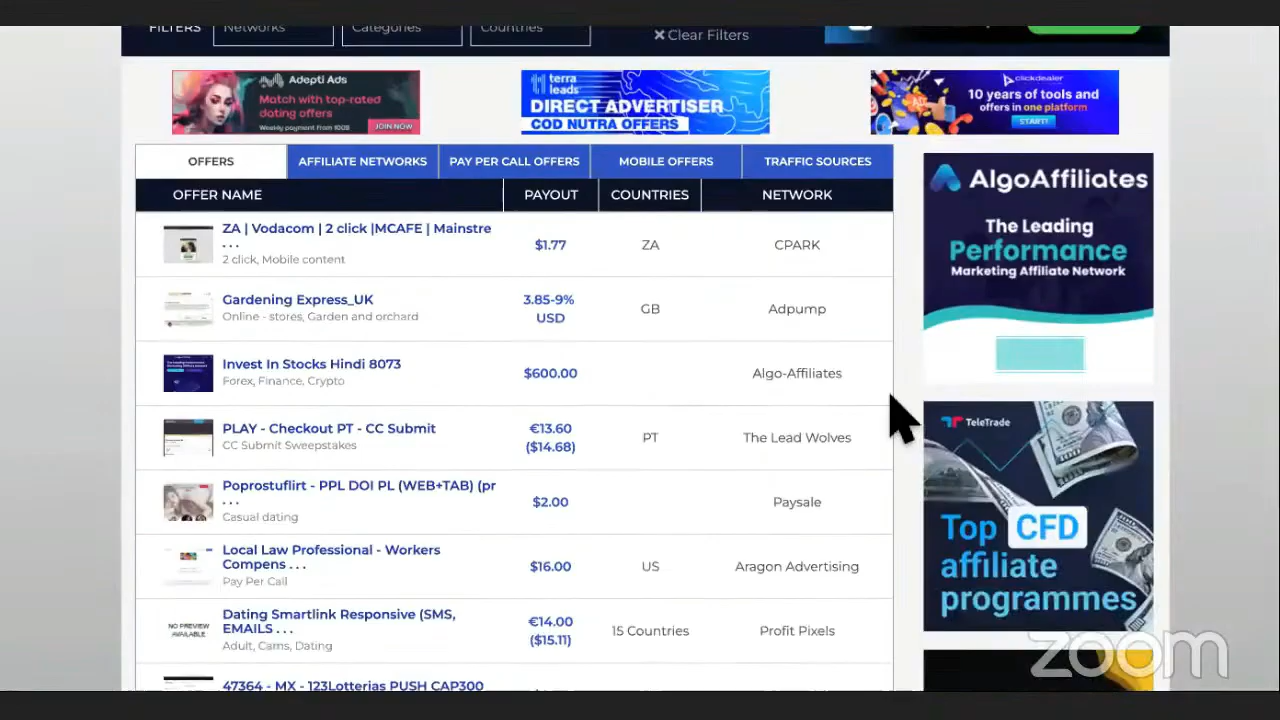 FILTERS
Networks
Categories
Countries
Clear Filters
Adepti Ads
Match with top-rated
dating offers
Weekly payment from 100$
JOIN NOW
terra
leads
DIRECT ADVERTISER
COD NUTRA OFFERS
clickdealer
10 years of tools and
offers in one platform
START!
OFFERS
AFFILIATE NETWORKS
PAY PER CALL OFFERS
MOBILE OFFERS
TRAFFIC SOURCES
OFFER NAME
PAYOUT
COUNTRIES
NETWORK
ZA | Vodacom | 2 click |MCAFE | Mainstre
. . .
2 click, Mobile content
$1.77
ZA
CPARK
Gardening Express_UK
Online - stores, Garden and orchard
3.85-9%
USD
GB
Adpump
Invest In Stocks Hindi 8073
Forex, Finance, Crypto
$600.00
Algo-Affiliates
PLAY - Checkout PT - CC Submit
CC Submit Sweepstakes
€13.60
($14.68)
PT
The Lead Wolves
Poprostuflirt - PPL DOI PL (WEB+TAB) (pr
. . .
Casual dating
$2.00
Paysale
Local Law Professional - Workers
Compens . . .
Pay Per Call
$16.00
US
Aragon Advertising
NO PREVIEW
AVAILABLE
Dating Smartlink Responsive (SMS,
EMAILS . . .
Adult, Cams, Dating
€14.00
($15.11)
15 Countries
Profit Pixels
47364 - MX - 123Lotterias PUSH CAP300
AlgoAffiliates
The Leading
Performance
Marketing Affiliate Network
TeleTrade
Top CFD
affiliate
programmes
zoom